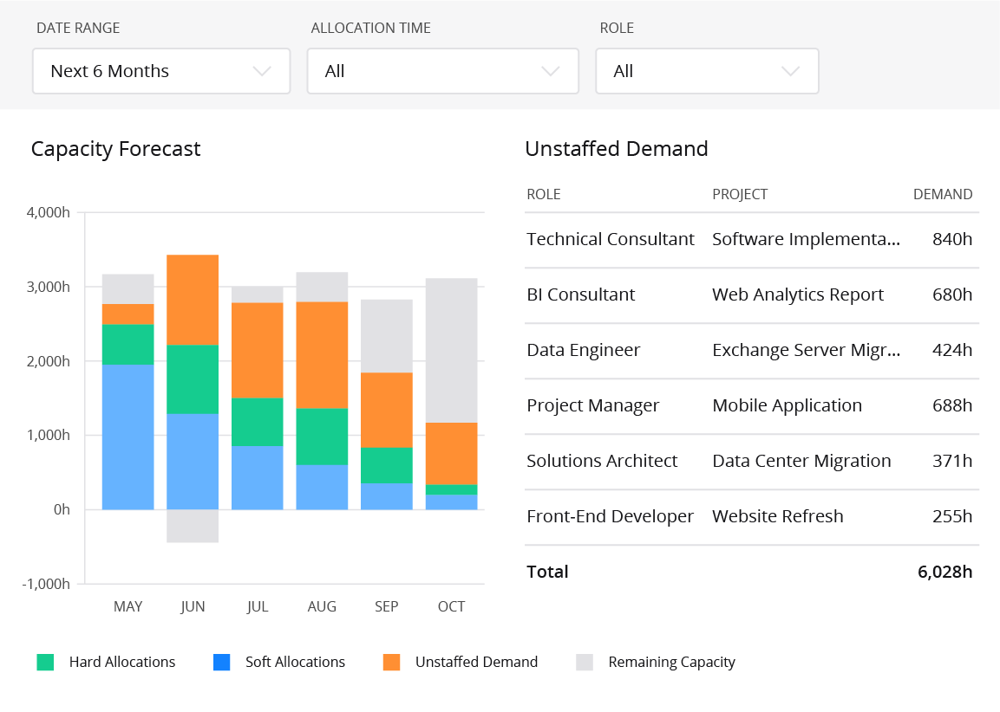 DATE RANGE ALLOCATION TIME ROLE
Next 6 Months All All
Capacity Forecast
4,000h
3,000h
2,000h
1,000h
0h
-1,000h
MAY JUN JUL AUG SEP OCT
Unstaffed Demand
ROLE PROJECT DEMAND
Technical Consultant Software Implementa... 840h
BI Consultant Web Analytics Report 680h
Data Engineer Exchange Server Migr... 424h
Project Manager Mobile Application 688h
Solutions Architect Data Center Migration 371h
Front-End Developer Website Refresh 255h
Total 6,028h
Hard Allocations Soft Allocations Unstaffed Demand Remaining Capacity